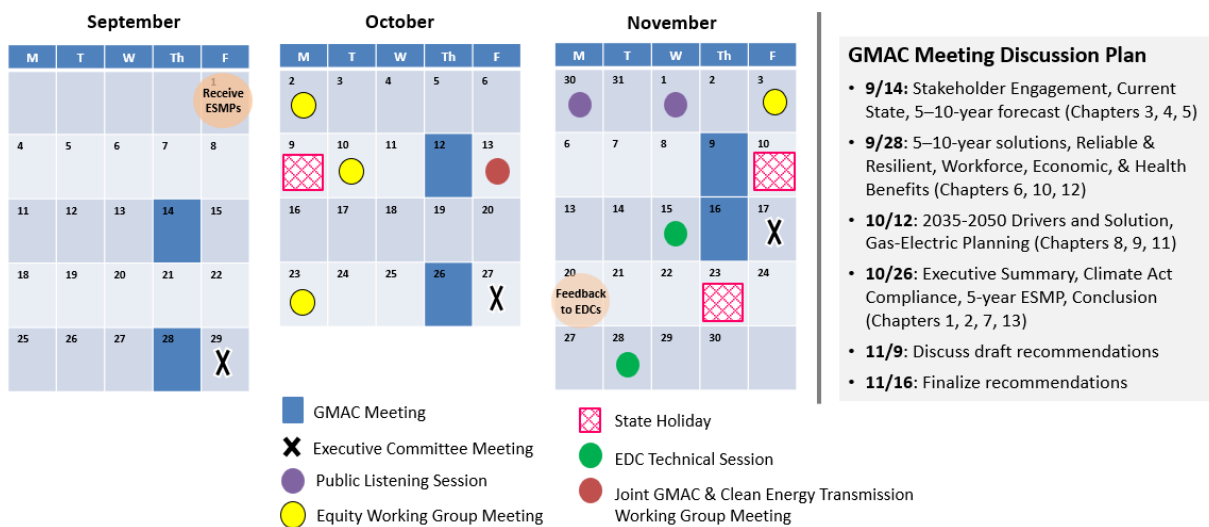 September
M T W Th F
1
Receive
ESMPs
4 5 6 7 8
11 12 13 14 15
18 19 20 21 22
25 26 27 28 29
October
M T W Th F
2 3 4 5 6
9 10 11 12 13
16 17 18 19 20
23 24 25 26 27
November
M T W Th F
30 31 1 2 3
6 7 8 9 10
13 14 15 16 17
20 21 22 23 24
Feedback
to EDCs
27 28 29 30
GMAC Meeting
Executive Committee Meeting
Public Listening Session
Equity Working Group Meeting
State Holiday
EDC Technical Session
Joint GMAC & Clean Energy Transmission
Working Group Meeting
GMAC Meeting Discussion Plan
• 9/14: Stakeholder Engagement, Current
State, 5–10-year forecast (Chapters 3, 4, 5)
• 9/28: 5–10-year solutions, Reliable &
Resilient, Workforce, Economic, & Health
Benefits (Chapters 6, 10, 12)
• 10/12: 2035-2050 Drivers and Solution,
Gas-Electric Planning (Chapters 8, 9, 11)
• 10/26: Executive Summary, Climate Act
Compliance, 5-year ESMP, Conclusion
(Chapters 1, 2, 7, 13)
• 11/9: Discuss draft recommendations
• 11/16: Finalize recommendations